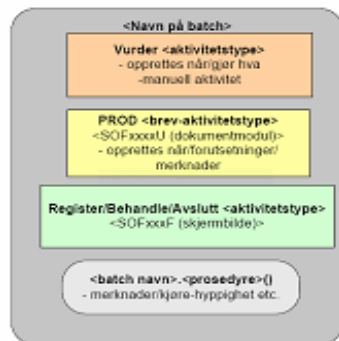 <Navn på batch>
Vurder <aktivitetstype>
- opprettes når/gjør hva
-manuell aktivitet
PROD <brev-aktivitetstype>
<SOFxxxxU (dokumentmodul)>
- opprettes når/forutsetninger/
merknader
Register/Behandle/Avslutt <aktivitetstype>
<SOFxxxF (skjermbilde)>
<batch navn>.<prosedyre>()
- merknader/kjøre-hyppighet etc.